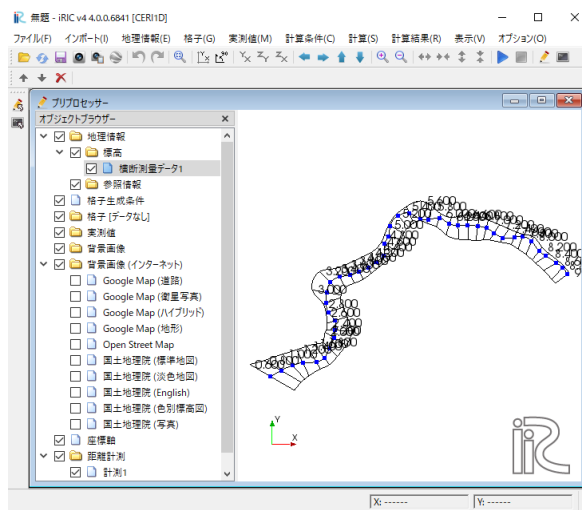 無題 - iRIC v4 4.0.0.6841 [CERI1D]
ファイル(F) インポート(I) 地理情報(E) 格子(G) 実測値(M) 計算条件(C) 計算(S) 計算結果(R) 表示(V) オプション(O)
プリプロセッサー
オブジェクトブラウザー
地理情報
標高
横断測量データ1
参照情報
格子生成条件
格子 [データなし]
実測値
背景画像
背景画像 (インターネット)
Google Map (道路)
Google Map (衛星写真)
Google Map (ハイブリッド)
Google Map (地形)
Open Street Map
国土地理院 (標準地図)
国土地理院 (淡色地図)
国土地理院 (English)
国土地理院 (色別標高図)
国土地理院 (写真)
座標軸
距離計測
計測1
5.600
5.000
3.000
8.200
Y
X
iRIC
X: ------ Y: ------